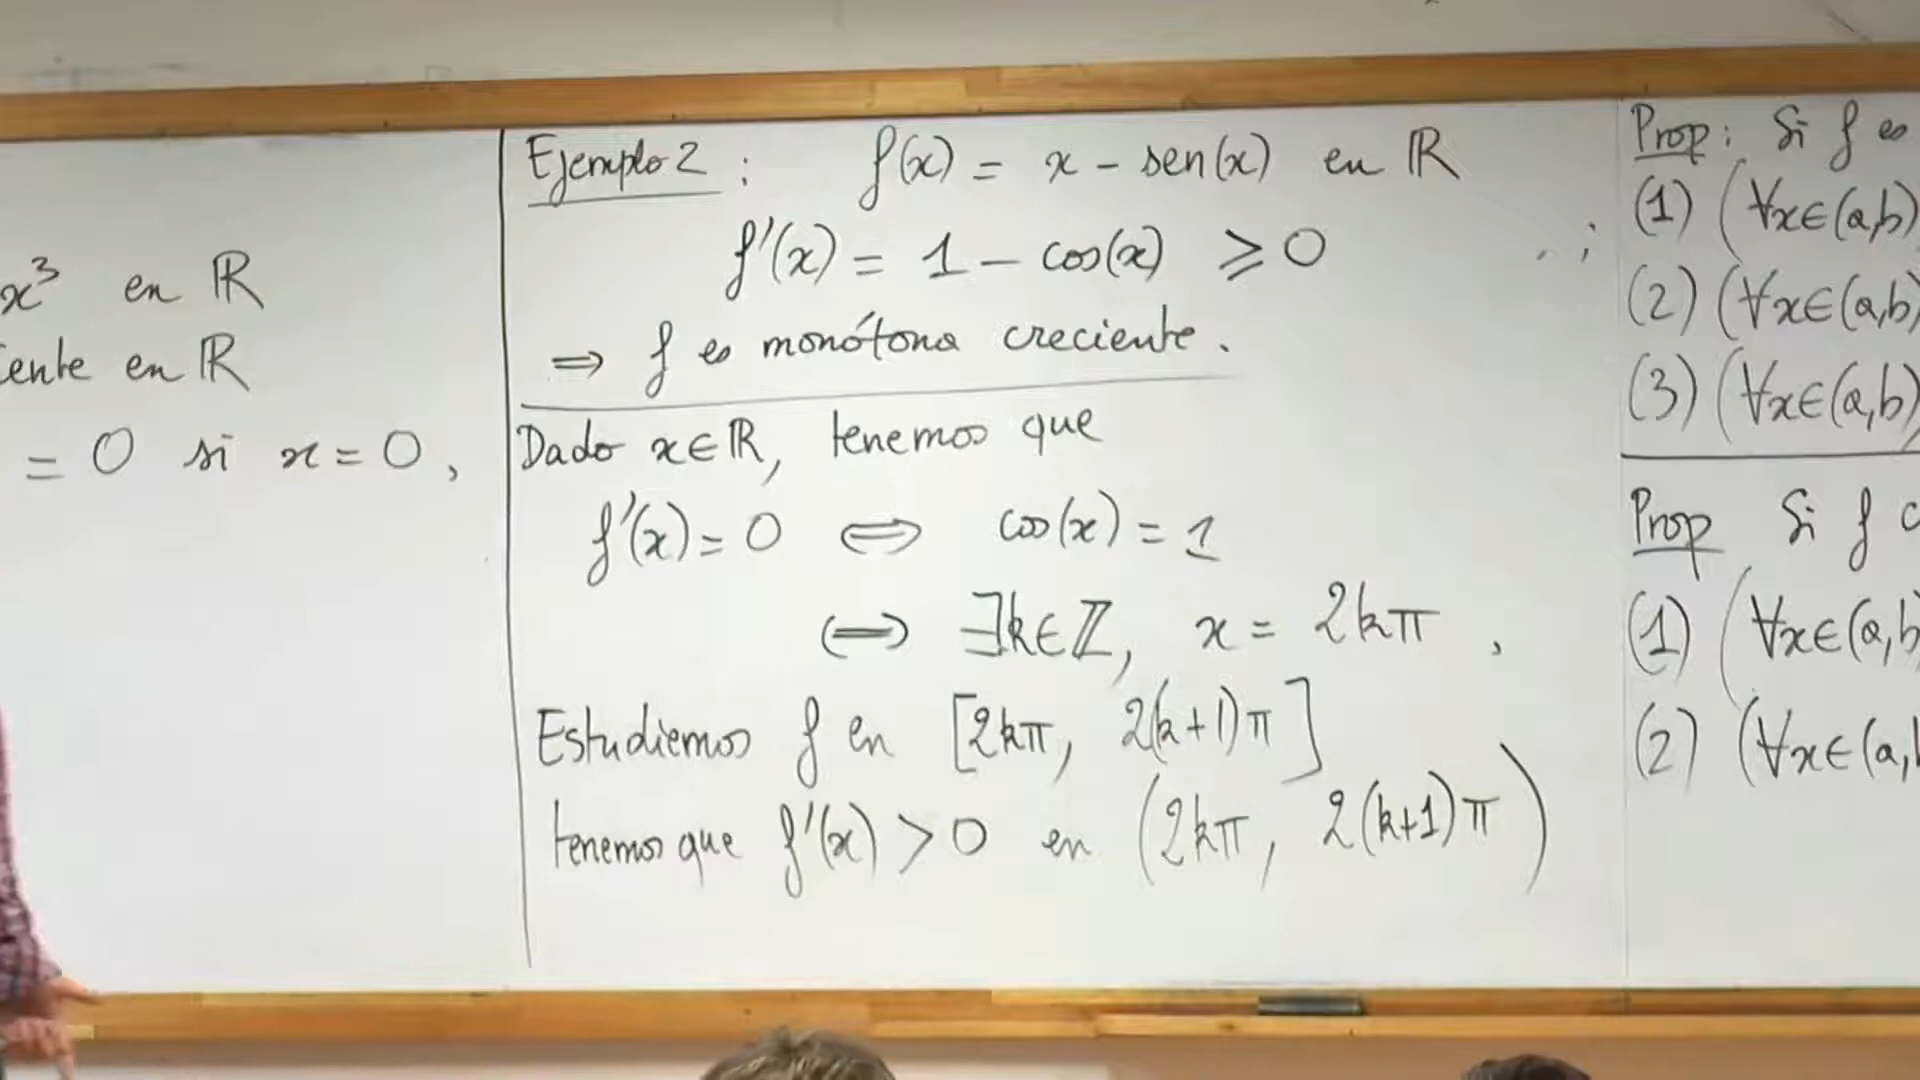 x³ en ℝ
en ℝ
= 0 si x = 0,
Ejemplo 2 : f(x) = x - sen(x) en ℝ
f'(x) = 1 - cos(x) ⩾ 0
⇒ f es monótona creciente.
Dado x∈ℝ, tenemos que
f'(x) = 0 ⇔ cos(x) = 1
⇔ ∃k∈ℤ, x = 2kπ,
Estudiemos f en [2kπ, 2(k+1)π]
tenemos que f'(x) > 0 en (2kπ, 2(k+1)π)
Prop: Si f es
(1) (∀x∈(a,b)
(2) (∀x∈(a,b)
(3) (∀x∈(a,b)
Prop Si f
(1) (∀x∈(a,b)
(2) (∀x∈(a,